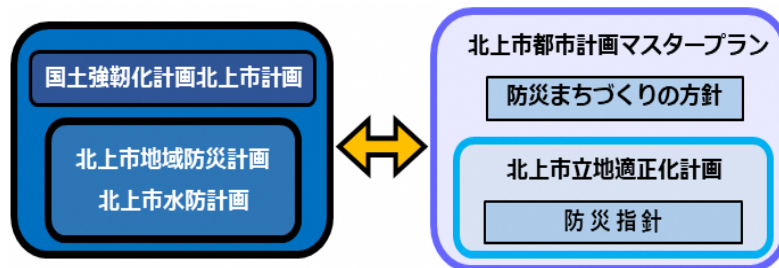 国土強靭化計画北上市計画
北上市地域防災計画
北上市水防計画
北上市都市計画マスタープラン
防災まちづくりの方針
北上市立地適正化計画
防災指針